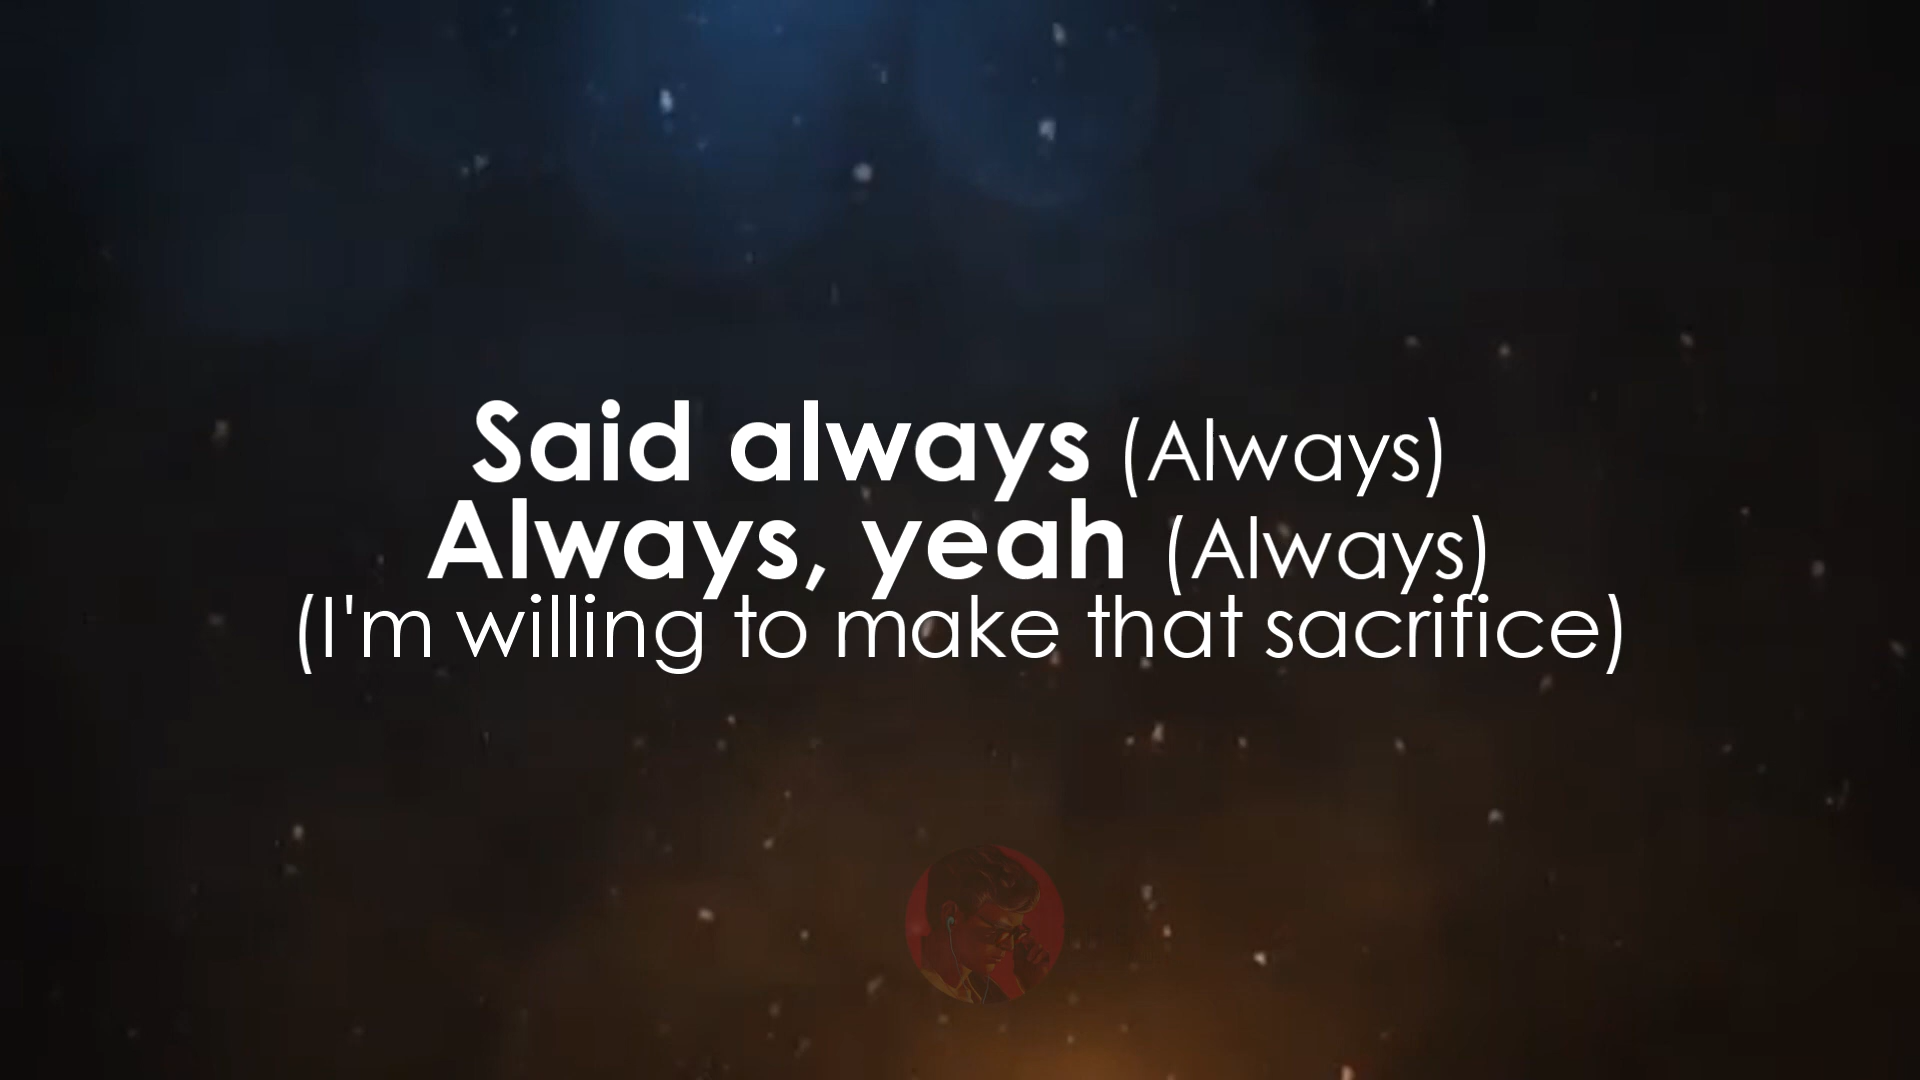 Said always (Always)
Always, yeah (Always)
(I'm willing to make that sacrifice)